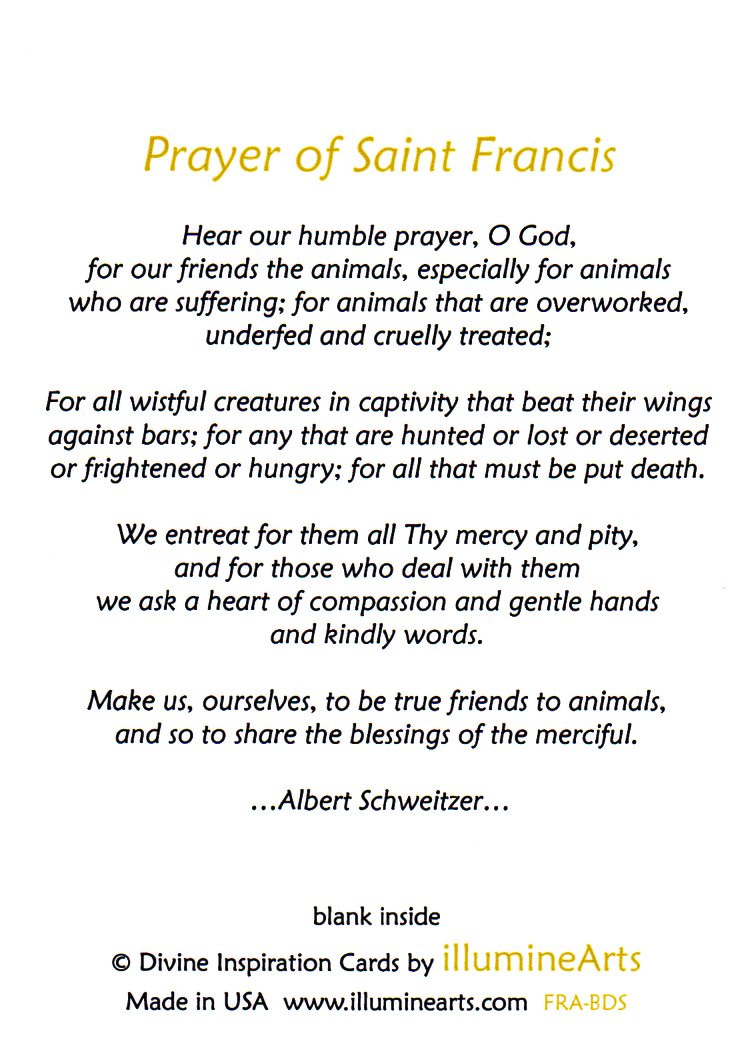 Prayer of Saint Francis
Hear our humble prayer, O God,
for our friends the animals, especially for animals
who are suffering; for animals that are overworked,
underfed and cruelly treated;
For all wistful creatures in captivity that beat their wings
against bars; for any that are hunted or lost or deserted
or frightened or hungry; for all that must be put death.
We entreat for them all Thy mercy and pity,
and for those who deal with them
we ask a heart of compassion and gentle hands
and kindly words.
Make us, ourselves, to be true friends to animals,
and so to share the blessings of the merciful.
...Albert Schweitzer...
blank inside
© Divine Inspiration Cards by illumineArts
Made in USA www.illuminearts.com FRA-BDS